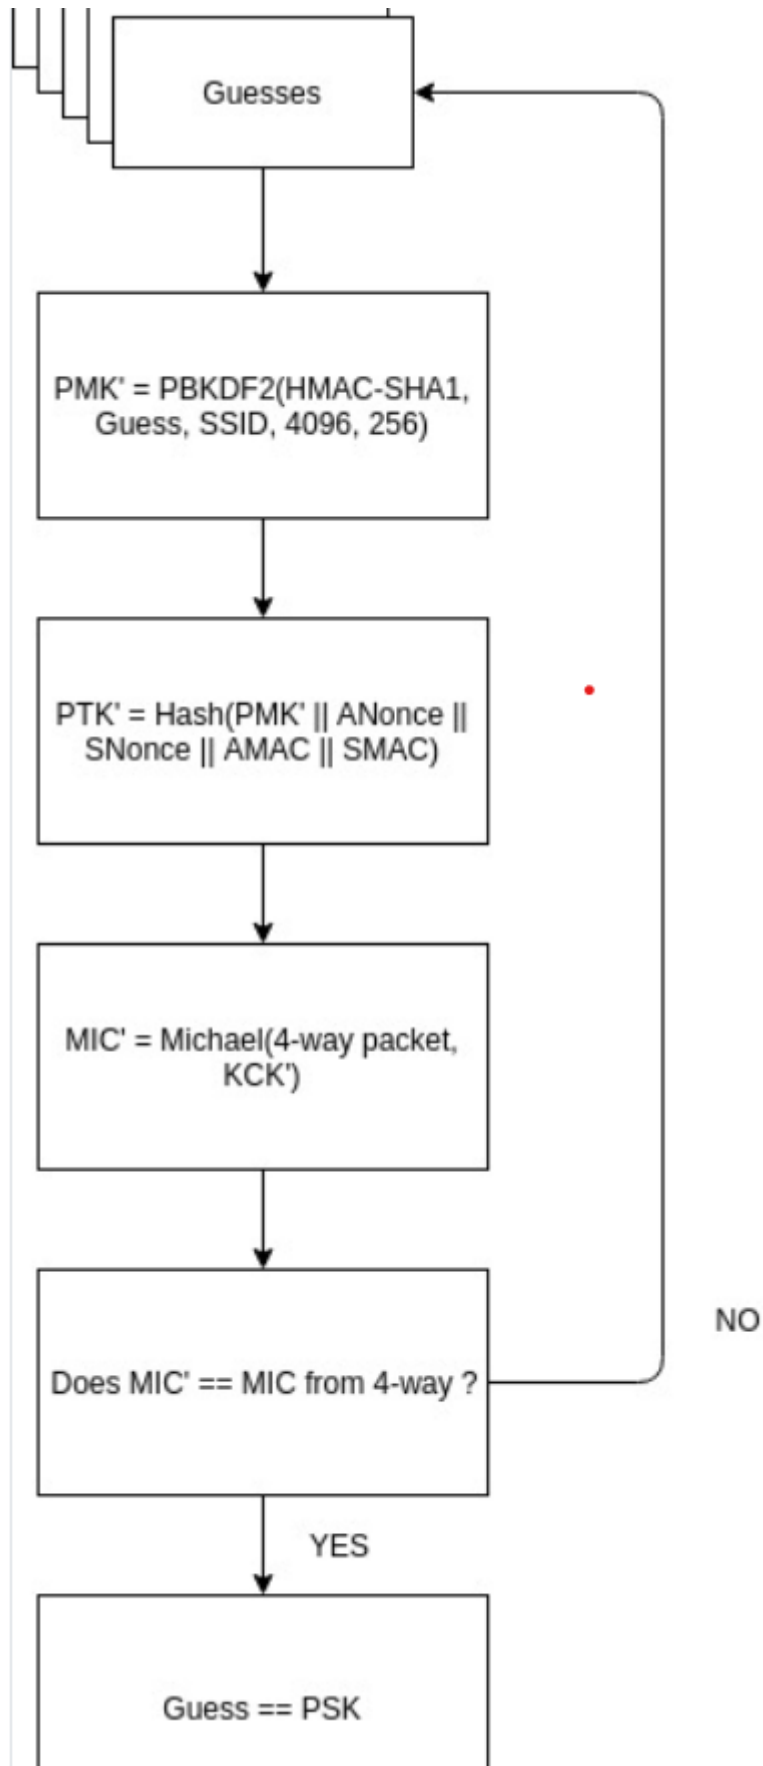 Guesses
PMK' = PBKDF2(HMAC-SHA1,
Guess, SSID, 4096, 256)
PTK' = Hash(PMK' || ANonce ||
SNonce || AMAC || SMAC)
MIC' = Michael(4-way packet,
KCK')
NO
Does MIC' == MIC from 4-way ?
YES
Guess == PSK